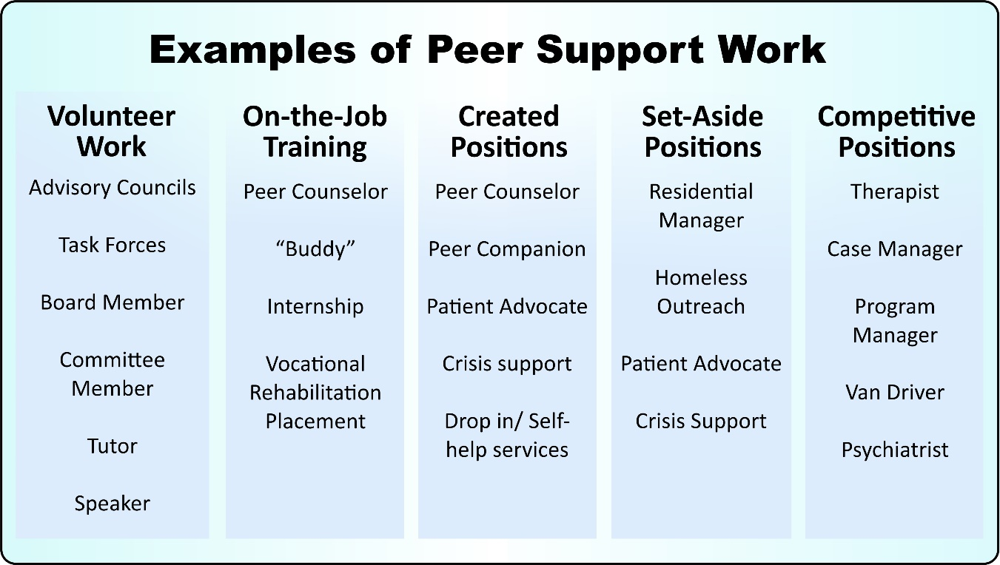 Examples of Peer Support Work
Volunteer
Work
Advisory Councils
Task Forces
Board Member
Committee
Member
Tutor
Speaker
On-the-Job
Training
Peer Counselor
“Buddy”
Internship
Vocational
Rehabilitation
Placement
Created
Positions
Peer Counselor
Peer Companion
Patient Advocate
Crisis support
Drop in/ Self-
help services
Set-Aside
Positions
Residential
Manager
Homeless
Outreach
Patient Advocate
Crisis Support
Competitive
Positions
Therapist
Case Manager
Program
Manager
Van Driver
Psychiatrist